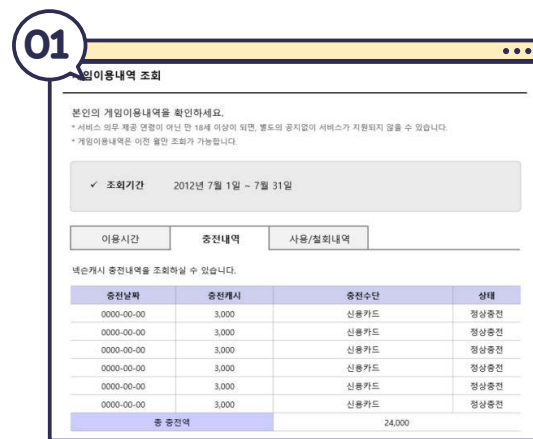 01
게임이용내역 조회
본인의 게임이용내역을 확인하세요.
* 서비스 의무 제공 연령이 아닌 만 18세 이상이 되면, 별도의 공지없이 서비스가 지원되지 않을 수 있습니다.
* 게임이용내역은 이전 월만 조회가 가능합니다.
✓ 조회기간 2012년 7월 1일 ~ 7월 31일
이용시간 충전내역 사용/철회내역
넥슨캐시 충전내역을 조회하실 수 있습니다.
충전날짜 충전캐시 충전수단 상태
0000-00-00 3,000 신용카드 정상충전
0000-00-00 3,000 신용카드 정상충전
0000-00-00 3,000 신용카드 정상충전
0000-00-00 3,000 신용카드 정상충전
0000-00-00 3,000 신용카드 정상충전
0000-00-00 3,000 신용카드 정상충전
총 충전액 24,000